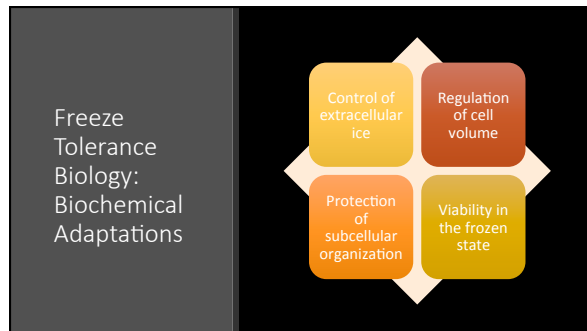 Freeze
Tolerance
Biology:
Biochemical
Adaptations
Control of
extracellular
ice
Regulation
of cell
volume
Protection
of
subcellular
organization
Viability in
the frozen
state